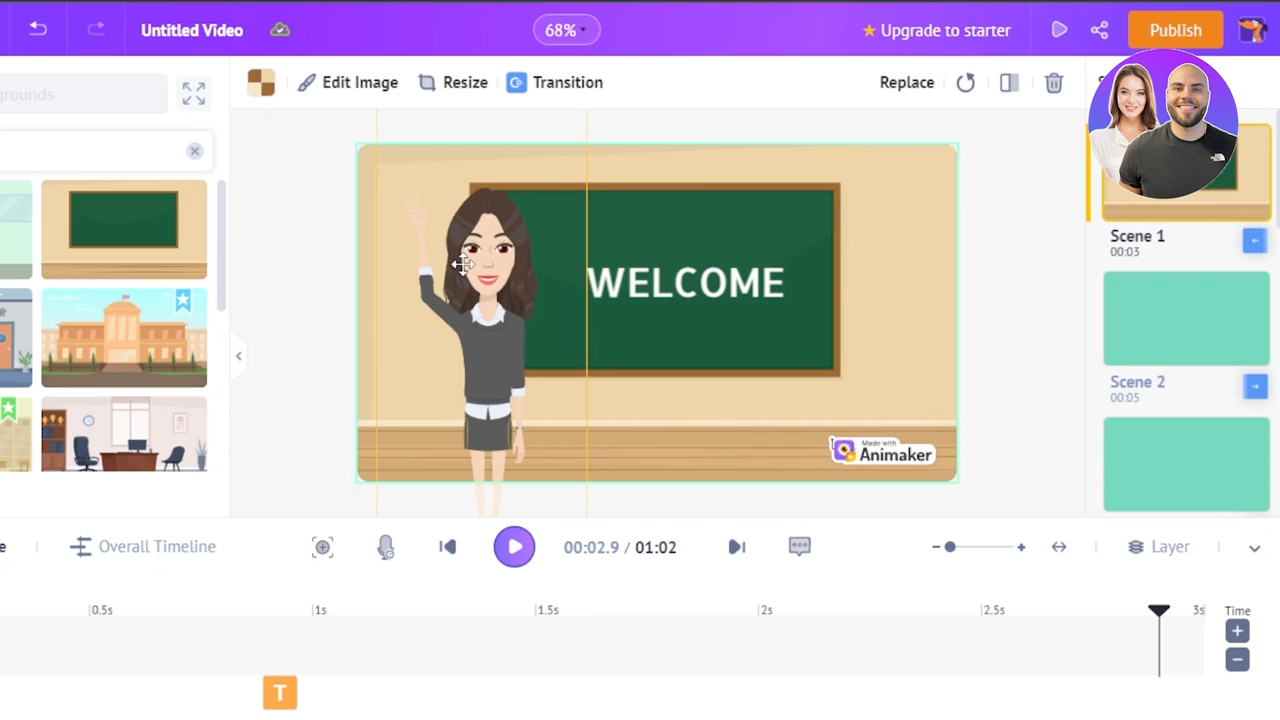 Untitled Video
68%
Upgrade to starter
Publish
grounds
Edit Image
Resize
Transition
Replace
WELCOME
Made with
Animaker
Scene 1
00:03
Scene 2
00:05
e
Overall Timeline
00:02.9 / 01:02
Layer
0.5s
1s
1.5s
2s
2.5s
3s
Time
T